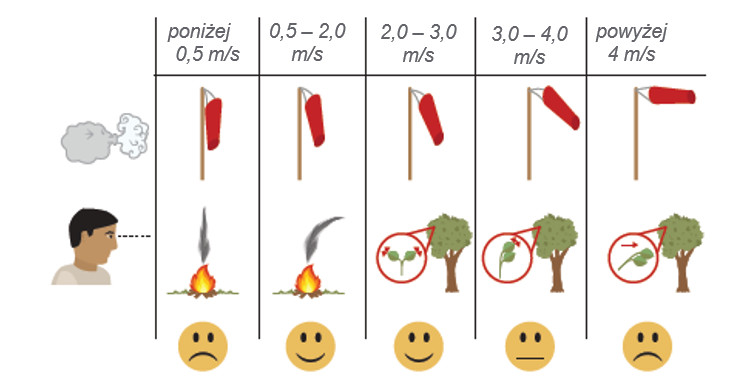 poniżej
0,5 m/s
0,5 – 2,0
m/s
2,0 – 3,0
m/s
3,0 – 4,0
m/s
powyżej
4 m/s